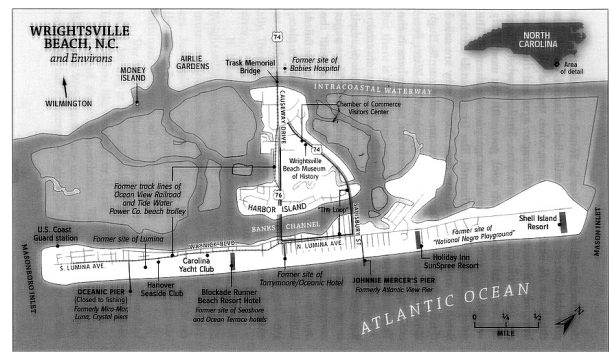 WRIGHTSVILLE
BEACH, N.C.
and Environs
WILMINGTON
MONEY
ISLAND
AIRLIE
GARDENS
74
Trask Memorial
Bridge
Former site of
Babies Hospital
NORTH
CAROLINA
Area
of detail
INTRACOASTAL WATERWAY
CAUSEWAY DRIVE
Chamber of Commerce
Visitors Center
74
Wrightsville
Beach Museum
of History
Former track lines of
Ocean View Railroad
and Tide Water
Power Co. beach trolley
76
HARBOR ISLAND
"The Loop"
SALISBURY ST.
BANKS CHANNEL
U.S. Coast
Guard station
Former site of Lumina
WAYNICK BLVD.
S. LUMINA AVE.
N. LUMINA AVE.
Carolina
Yacht Club
Former site of
"National Negro Playground"
Shell Island
Resort
MASON INLET
MASONBORO INLET
OCEANIC PIER
(Closed to fishing)
Formerly Mira-Mar,
Luna, Crystal piers
Hanover
Seaside Club
Blockade Runner
Beach Resort Hotel
Former site of Seashore
and Ocean Terrace hotels
Former site of
Tarrymoore/Oceanic Hotel
JOHNNIE MERCER'S PIER
Formerly Atlantic View Pier
Holiday Inn
SunSpree Resort
ATLANTIC OCEAN
0 ¼ ½
MILE
N